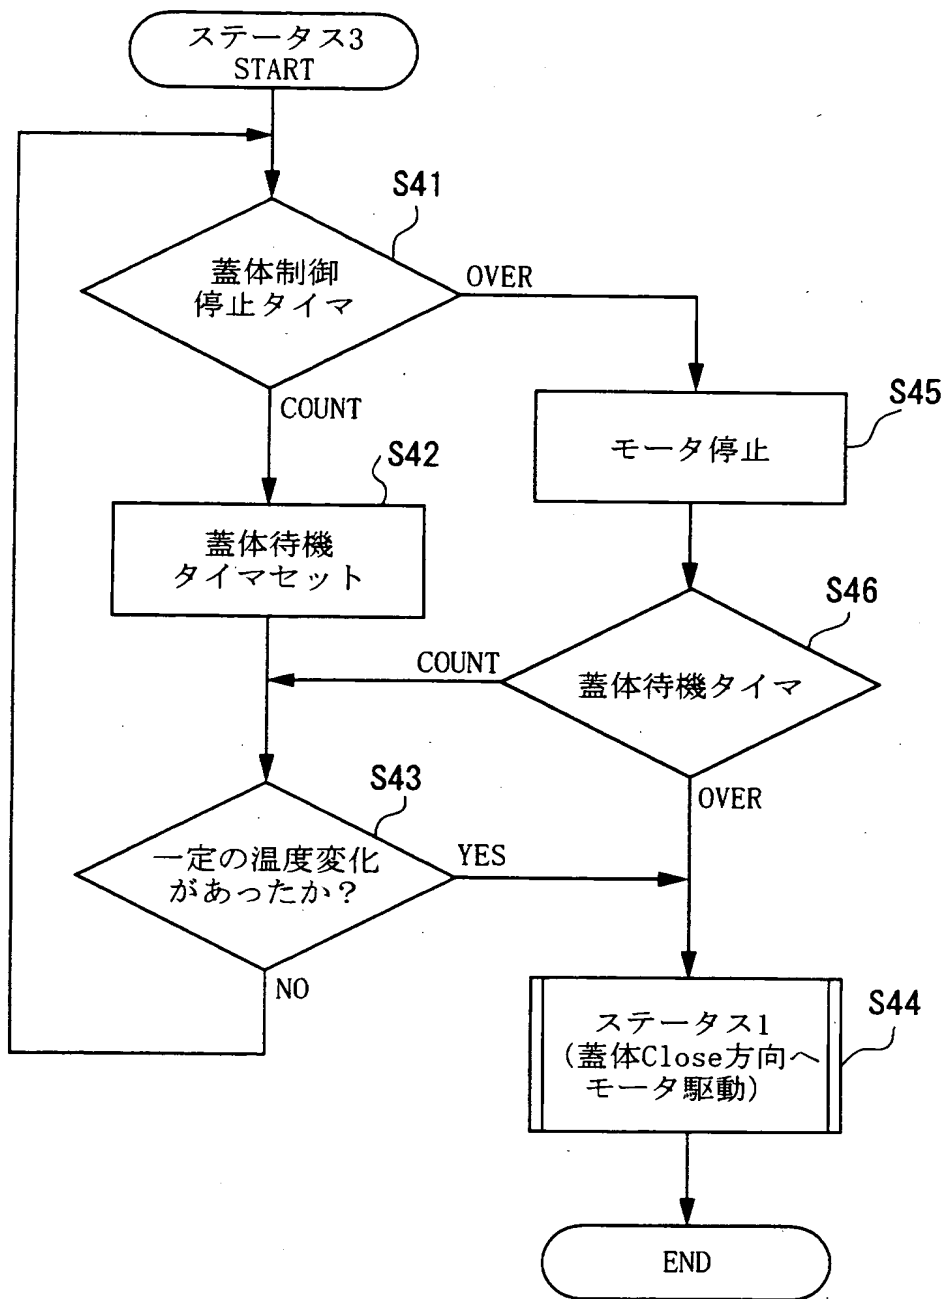 ステータス3
START
S41
蓋体制御
停止タイマ
OVER
COUNT
S45
モータ停止
S42
蓋体待機
タイマセット
S46
COUNT
蓋体待機タイマ
OVER
S43
一定の温度変化
があったか？
YES
NO
S44
ステータス1
(蓋体Close方向へ
モータ駆動)
END